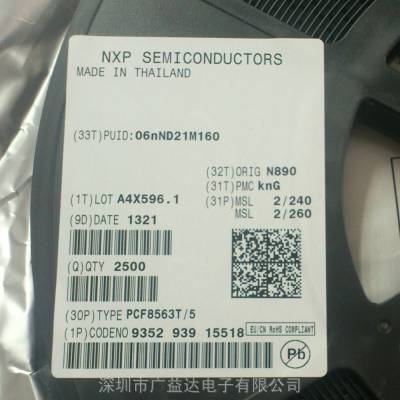 NXP SEMICONDUCTORS
MADE IN THAILAND
(33T)PUID:06nND21M160
(32T)ORIG N890
(31T)PMC knG
(1T)LOT A4X596.1
(31P)MSL 2/240
MSL 2/260
(9D)DATE 1321
(Q)QTY 2500
(30P)TYPE PCF8563T/5
(1P)CODENO 9352 939 15518
EU/CN RoHS COMPLIANT
Pb
深圳市广益达电子有限公司